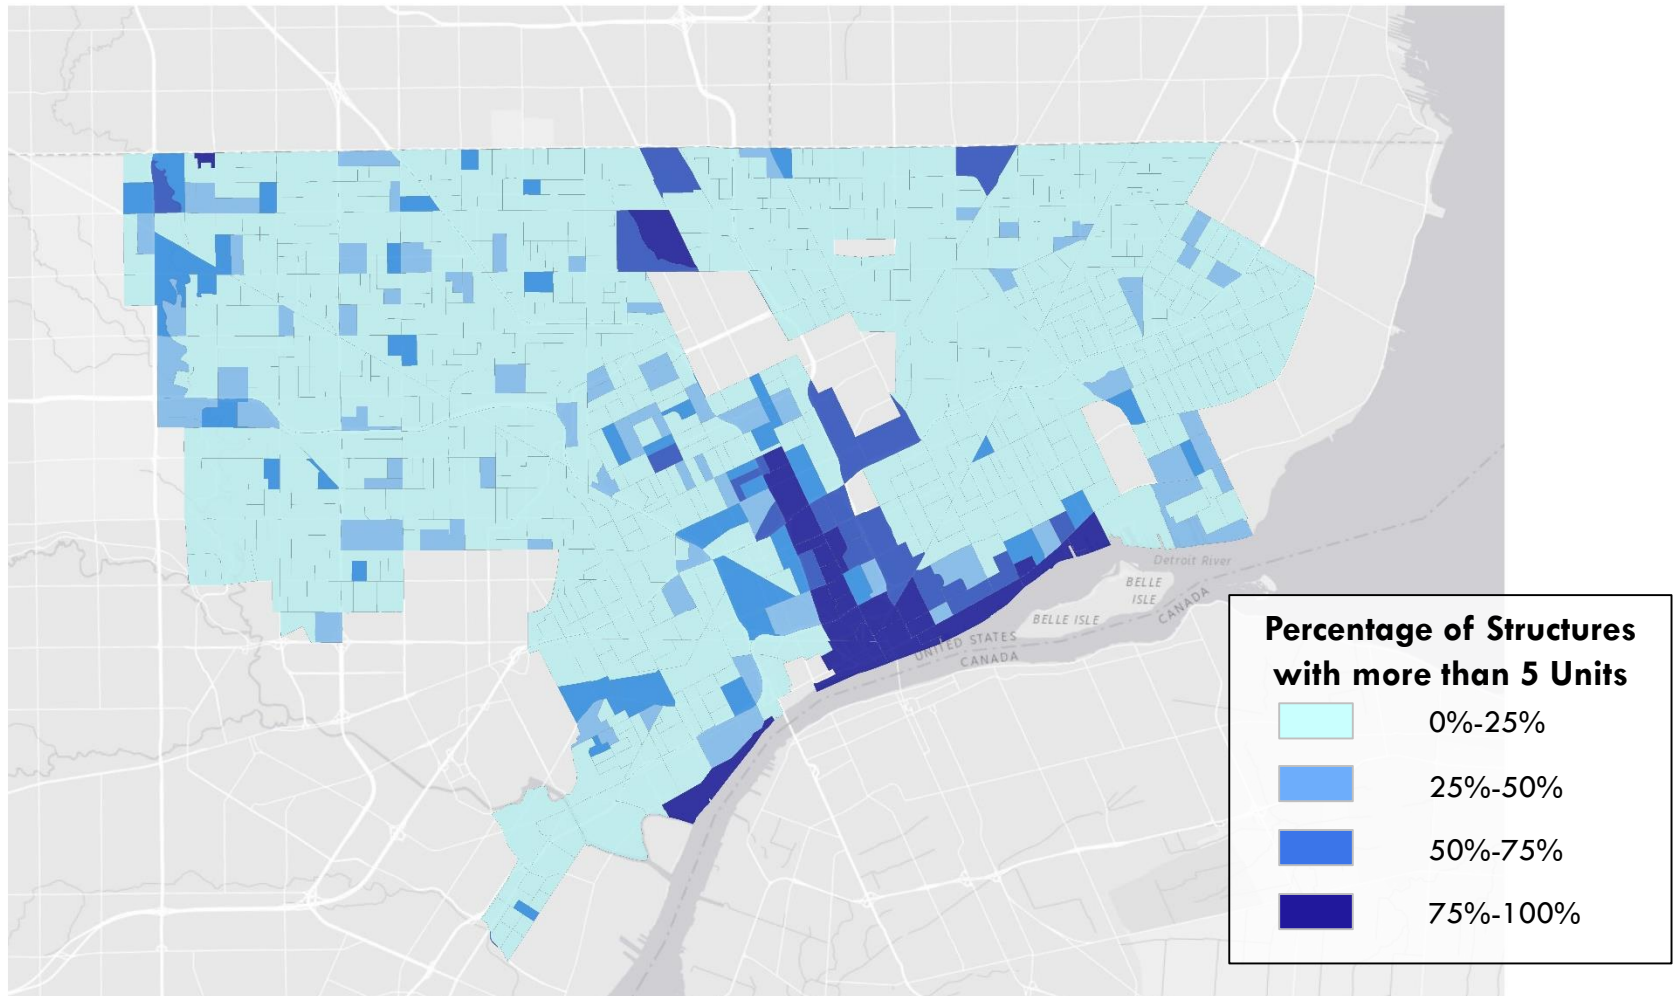 Detroit River
BELLE
ISLE
BELLE ISLE
CANADA
UNITED STATES
CANADA
Percentage of Structures
with more than 5 Units
0%-25%
25%-50%
50%-75%
75%-100%